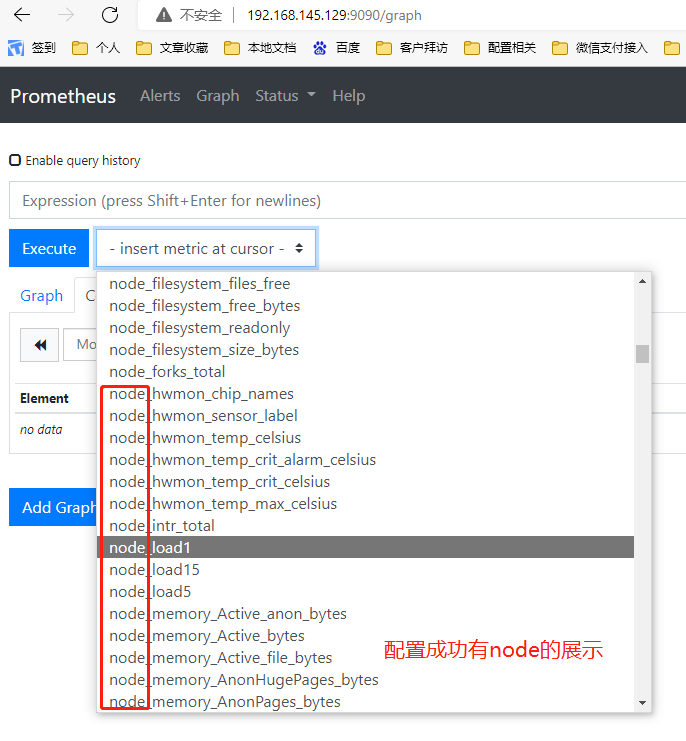 不安全 | 192.168.145.129:9090/graph
签到 个人 文章收藏 本地文档 百度 客户拜访 配置相关 微信支付接入
Prometheus Alerts Graph Status Help
Enable query history
Expression (press Shift+Enter for newlines)
Execute - insert metric at cursor -
node_filesystem_files_free
Graph C
node_filesystem_free_bytes
node_filesystem_readonly
Mo
node_filesystem_size_bytes
node_forks_total
Element
node_hwmon_chip_names
node_hwmon_sensor_label
no data
node_hwmon_temp_celsius
node_hwmon_temp_crit_alarm_celsius
node_hwmon_temp_crit_celsius
Add Graph
node_hwmon_temp_max_celsius
node_intr_total
node_load1
node_load15
node_load5
node_memory_Active_anon_bytes
node_memory_Active_bytes
配置成功有node的展示
node_memory_Active_file_bytes
node_memory_AnonHugePages_bytes
node_memory_AnonPages_bytes